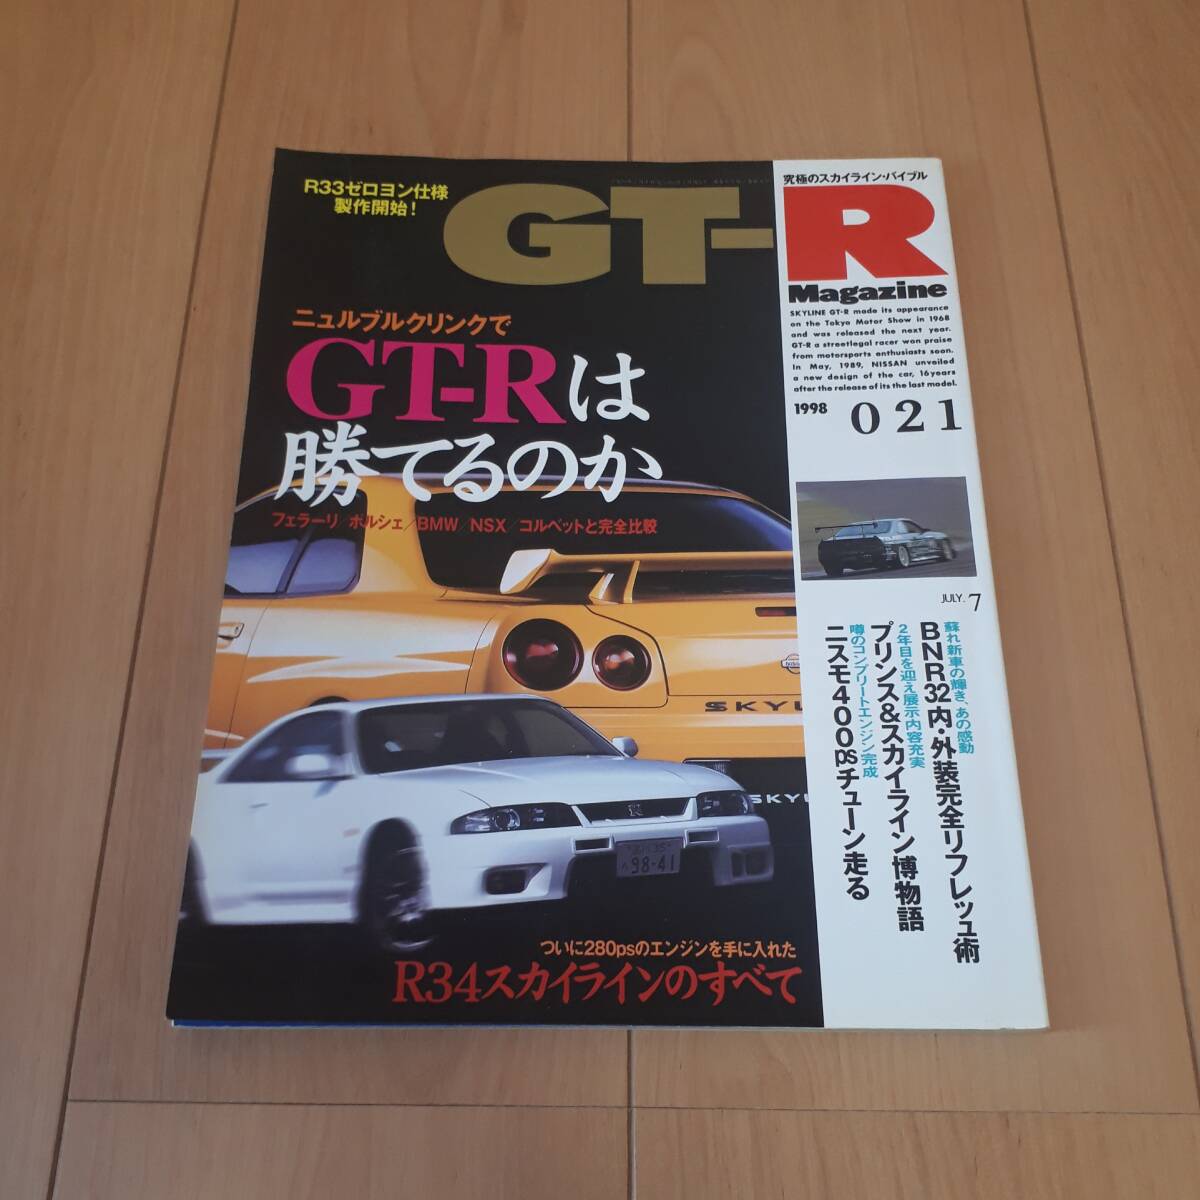 R33ゼロヨン仕様
製作開始!
GT-R
究極のスカイライン・バイブル
Magazine
SKYLINE GT-R made its appearance
on the Tokyo Motor Show in 1968
and was released the next year.
GT-R a streetlegal racer won praise
from motorsports enthusiasts soon.
In May, 1989, NISSAN unveiled
a new design of the car, 16years
after the release of its the last model.
1998 021
JULY. 7
ニュルブルクリンクで
GT-Rは
勝てるのか
フェラーリ/ポルシェ/BMW/NSX/コルベットと完全比較
蘇れ新車の輝き、あの感動
BNR32内・外装完全リフレッシュ術
2年目を迎え展示内容充実
プリンス&スカイライン博物語
噂のコンプリートエンジン完成
ニスモ400psチューン走る
SKYL
SKYL
98-41
ついに280psのエンジンを手に入れた
R34スカイラインのすべて